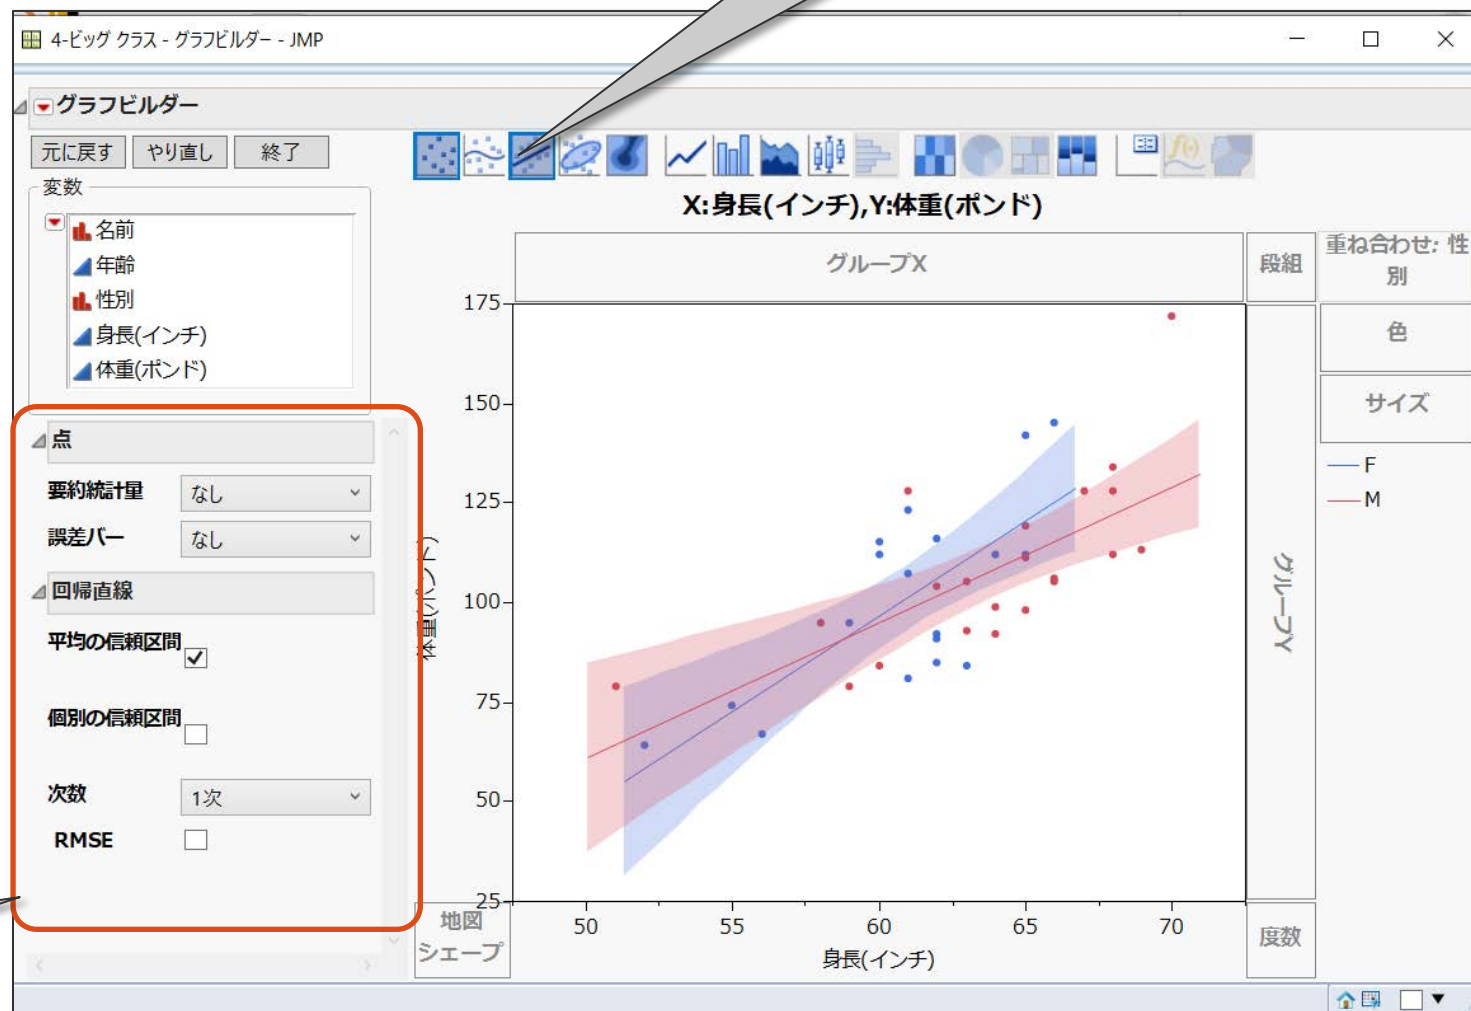 4-ビッグ クラス - グラフビルダー - JMP
グラフビルダー
元に戻す
やり直し
終了
変数
名前
年齢
性別
身長(インチ)
体重(ポンド)
点
要約統計量
なし
誤差バー
なし
回帰直線
平均の信頼区間
個別の信頼区間
次数
1次
RMSE
X:身長(インチ),Y:体重(ポンド)
グループX
段組
重ね合わせ: 性
別
色
サイズ
F
M
グループY
体重(ポンド)
175
150
125
100
75
50
25
50
55
60
65
70
身長(インチ)
地図
シェープ
度数
f(x)